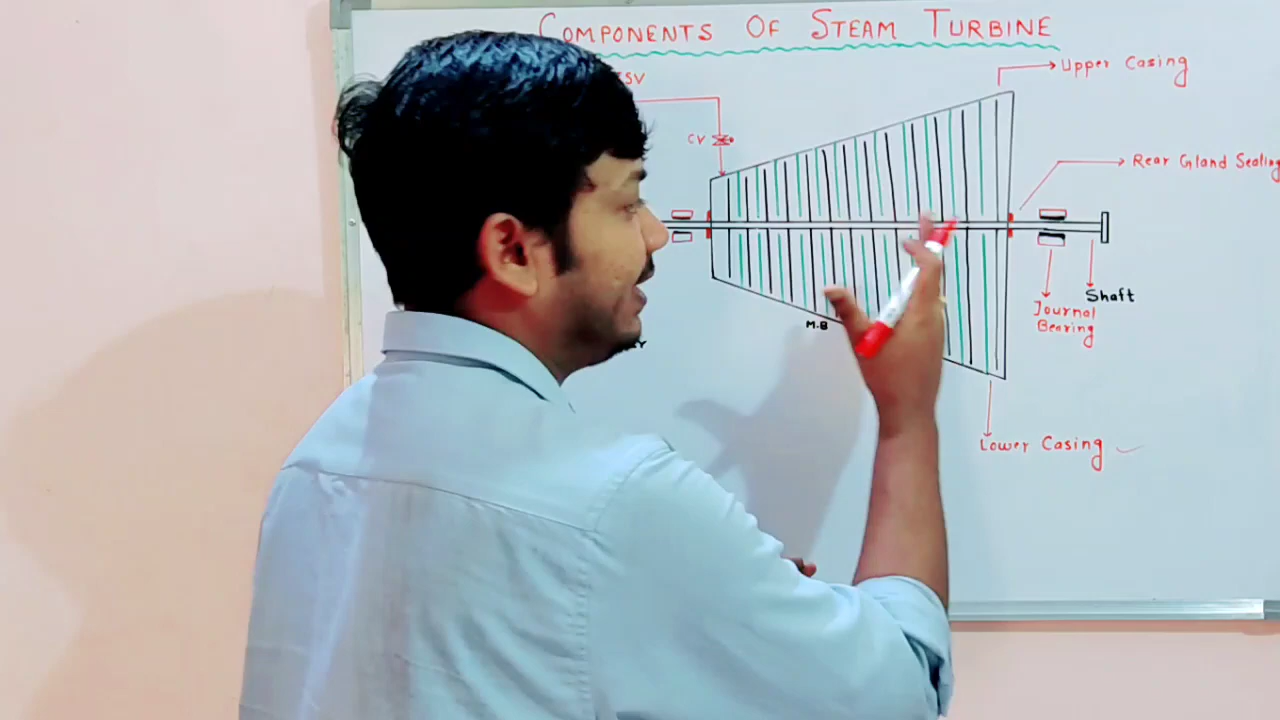 COMPONENTS OF STEAM TURBINE
SV
Upper Casing
CV
Rear Gland Sealing
Shaft
Journal
Bearing
M.B
Lower Casing